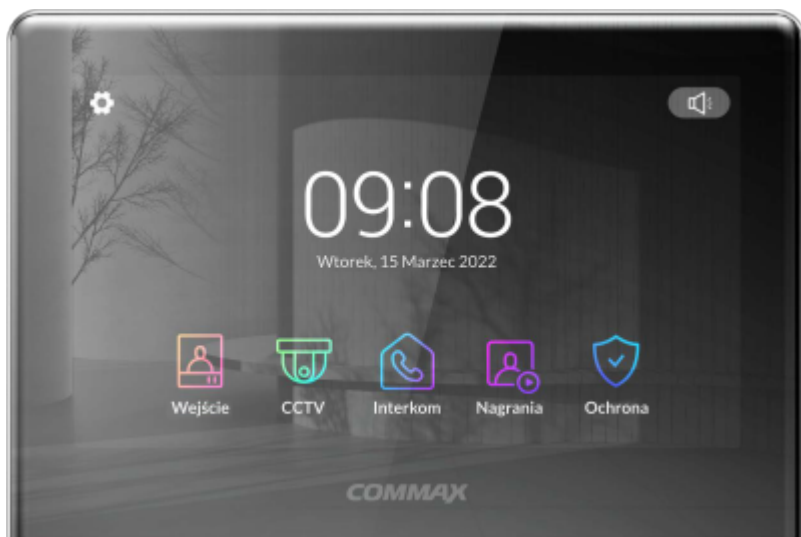 09:08
Wtorek, 15 Marzec 2022
Wejście CCTV Interkom Nagrania Ochrona
COMMAX